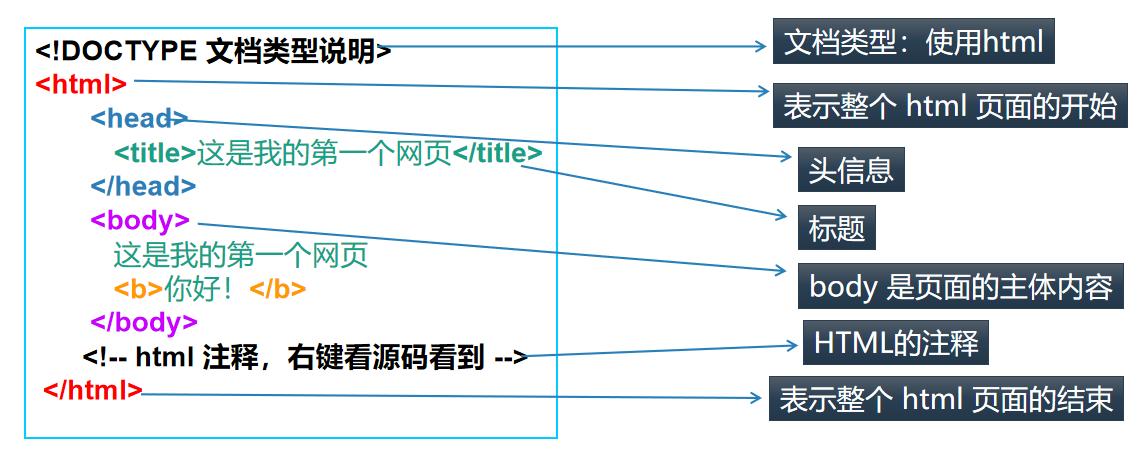 <!DOCTYPE 文档类型说明>
<html>
<head>
<title>这是我的第一个网页</title>
</head>
<body>
这是我的第一个网页
<b>你好！</b>
</body>
<!-- html 注释，右键看源码看到 -->
</html>
文档类型：使用html
表示整个 html 页面的开始
头信息
标题
body 是页面的主体内容
HTML的注释
表示整个 html 页面的结束